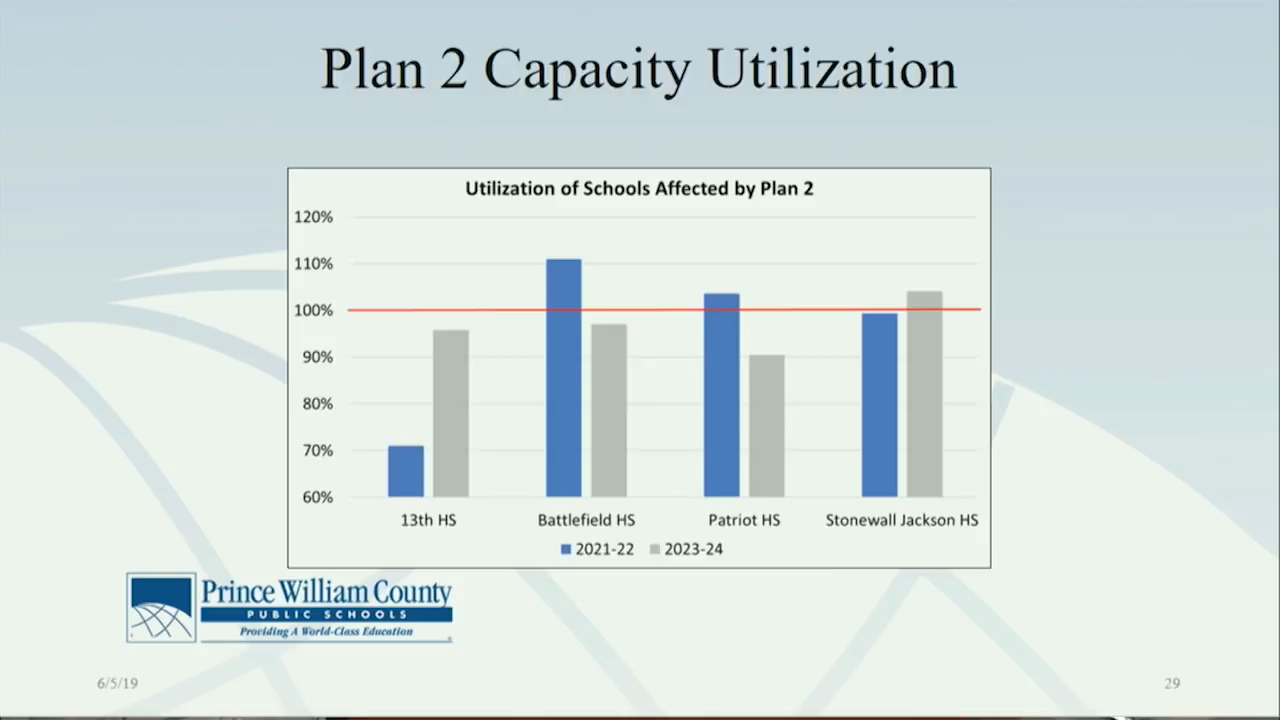 Plan 2 Capacity Utilization
Utilization of Schools Affected by Plan 2
120%
110%
100%
90%
80%
70%
60%
13th HS Battlefield HS Patriot HS Stonewall Jackson HS
2021-22 2023-24
Prince William County
PUBLIC SCHOOLS
Providing A World-Class Education
6/5/19 29